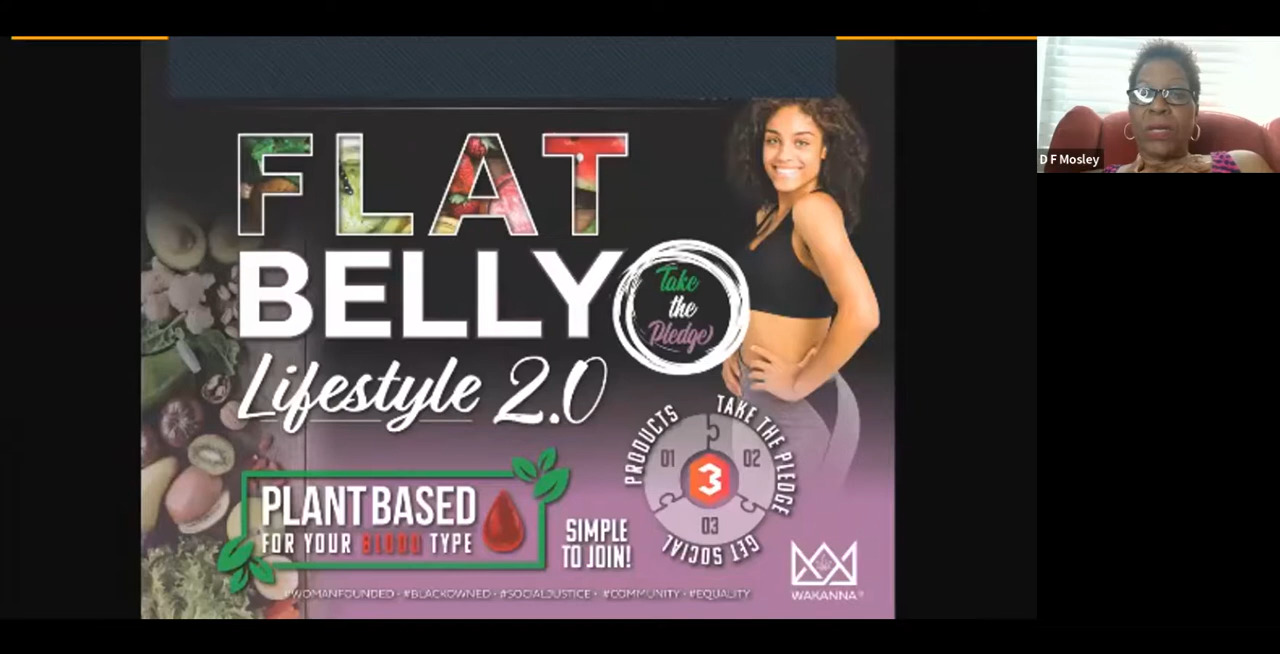 FLAT
BELLY
Take
the
Pledge
Lifestyle 2.0
PLANT BASED
FOR YOUR BLOOD TYPE
SIMPLE
TO JOIN!
PRODUCTS
TAKE THE PLEDGE
GET SOCIAL
01
02
03
3
WAKANNA®
#WOMANFOUNDED • #BLACKOWNED • #SOCIALJUSTICE • #COMMUNITY • #EQUALITY
D F Mosley